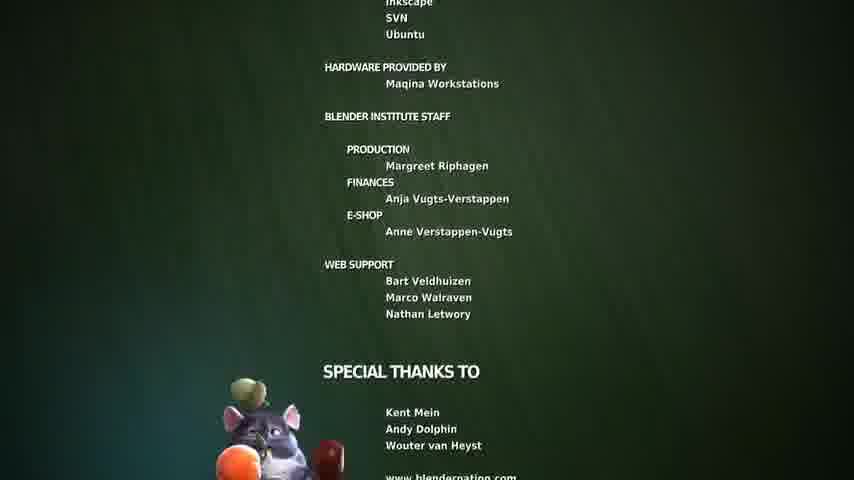 Inkscape
SVN
Ubuntu
HARDWARE PROVIDED BY
Maqina Workstations
BLENDER INSTITUTE STAFF
PRODUCTION
Margreet Riphagen
FINANCES
Anja Vugts-Verstappen
E-SHOP
Anne Verstappen-Vugts
WEB SUPPORT
Bart Veldhuizen
Marco Walraven
Nathan Letwory
SPECIAL THANKS TO
Kent Mein
Andy Dolphin
Wouter van Heyst
www.blendernation.com